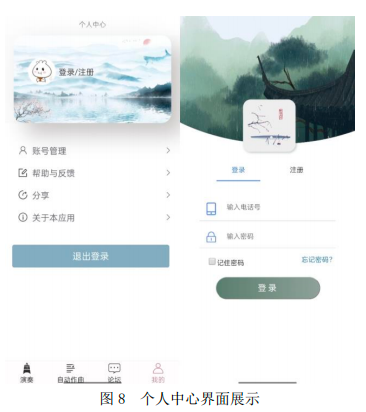 个人中心
登录/注册
账号管理
帮助与反馈
分享
关于本应用
退出登录
演奏
自动作曲
论坛
我的
登录
注册
输入电话号
输入密码
记住密码
忘记密码?
登录
图 8 个人中心界面展示